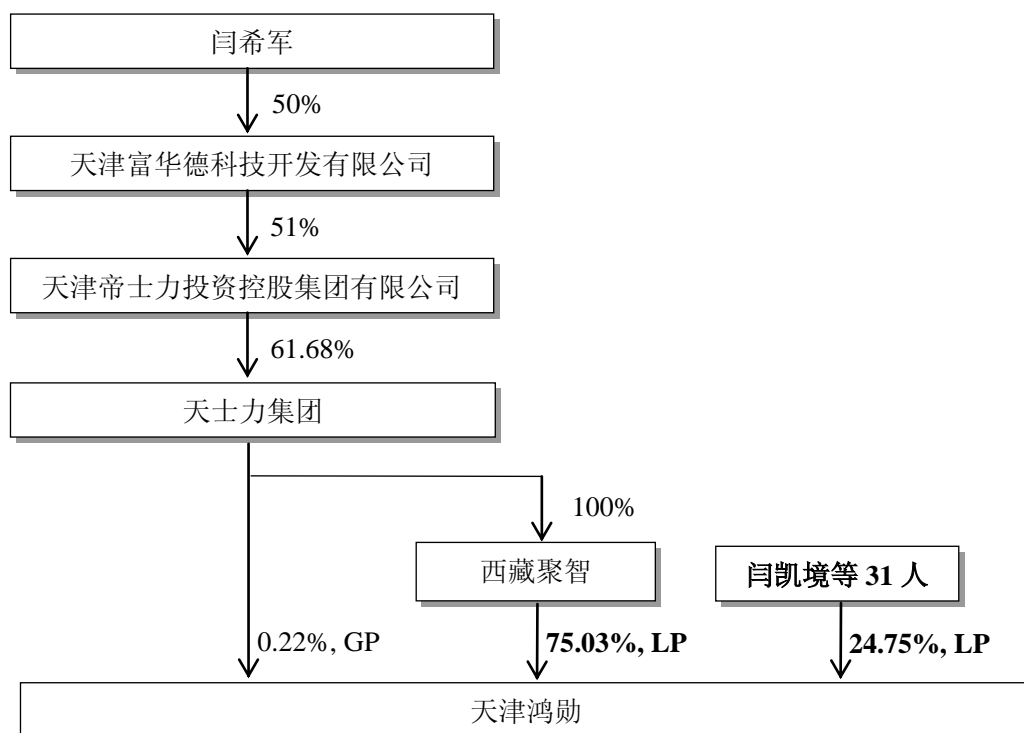 闫希军
50%
天津富华德科技开发有限公司
51%
天津帝士力投资控股集团有限公司
61.68%
天士力集团
100%
西藏聚智
闫凯境等 31 人
0.22%, GP
75.03%, LP
24.75%, LP
天津鸿勋